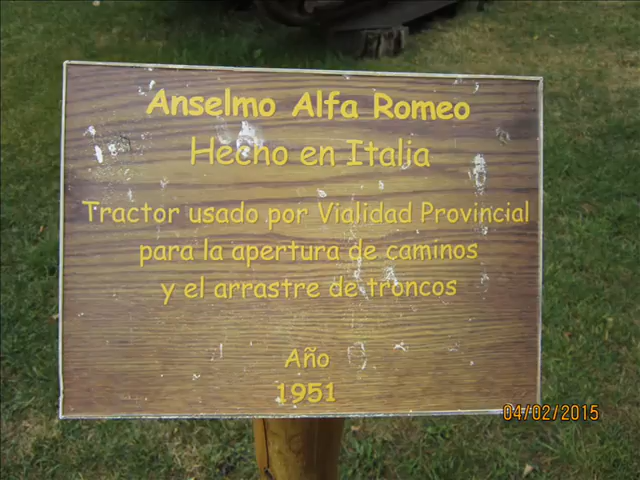 Anselmo Alfa Romeo
Hecho en Italia
Tractor usado por Vialidad Provincial
para la apertura de caminos
y el arrastre de troncos
Año
1951
04/02/2015